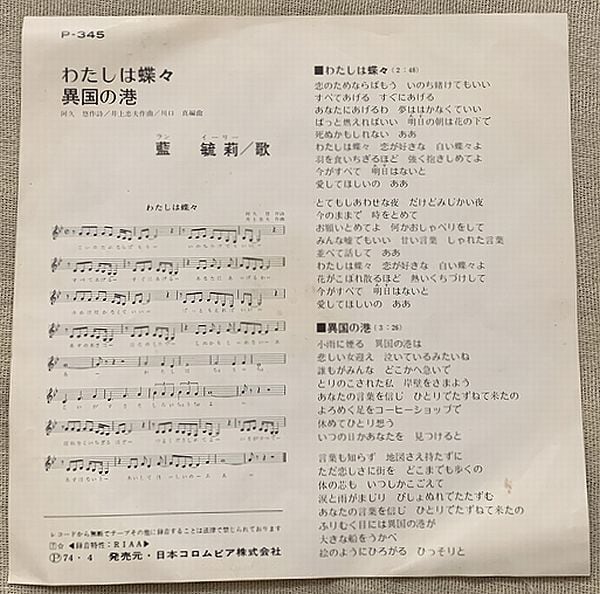 P-345
わたしは蝶々
異国の港
阿久 悠作詩/井上忠夫作曲/川口 真編曲
ラン イーリー
藍 毓莉/歌
わたしは蝶々
■わたしは蝶々(2:46)
恋のためならばもう いのち賭けてもいい
すべてあげる すぐにあげる
あなたにあげるわ 夢ははかなくていい
ぱっと燃えればいい 明日の朝は花の下で
死ぬかもしれない ああ
わたしは蝶々 恋が好きな 白い蝶々よ
羽を食いちぎるほど 強く抱きしめてよ
今がすべて 明日はないと
愛してほしいの ああ
とてもしあわせな夜 だけどみじかい夜
今のままで 時をとめて
お願いとめてよ 何かおしゃべりをして
みんな嘘でもいい 甘い言葉 しゃれた言葉
並べて話して ああ
わたしは蝶々 恋が好きな 白い蝶々よ
花がこぼれ散るほど 熱いくちづけして
今がすべて 明日はないと
愛してほしいの ああ
■異国の港(3:26)
小雨に煙る 異国の港は
悲しい女迎え 泣いているみたいね
誰もがみんな どこかへ急いで
とりのこされた私 岸壁をさまよう
あなたの言葉を信じ ひとりでたずねて来たの
よろめく足をコーヒーショップで
休めてひとり想う
いつの日かあなたを 見つけると
言葉も知らず 地図さえ持たずに
ただ悲しさに街を どこまでも歩くの
体の芯も いつしかこごえて
涙と雨がまじり びしょぬれでたたずむ
あなたの言葉を信じ ひとりでたずねて来たの
ふりむく目には異国の港が
大きな船をうかべ
絵のようにひろがる ひっそりと
レコードから無断でテープその他に録音することは法律で禁じられております
◀録音特性:RIAA▶
Ⓟ74・4 発売元・日本コロムビア株式会社